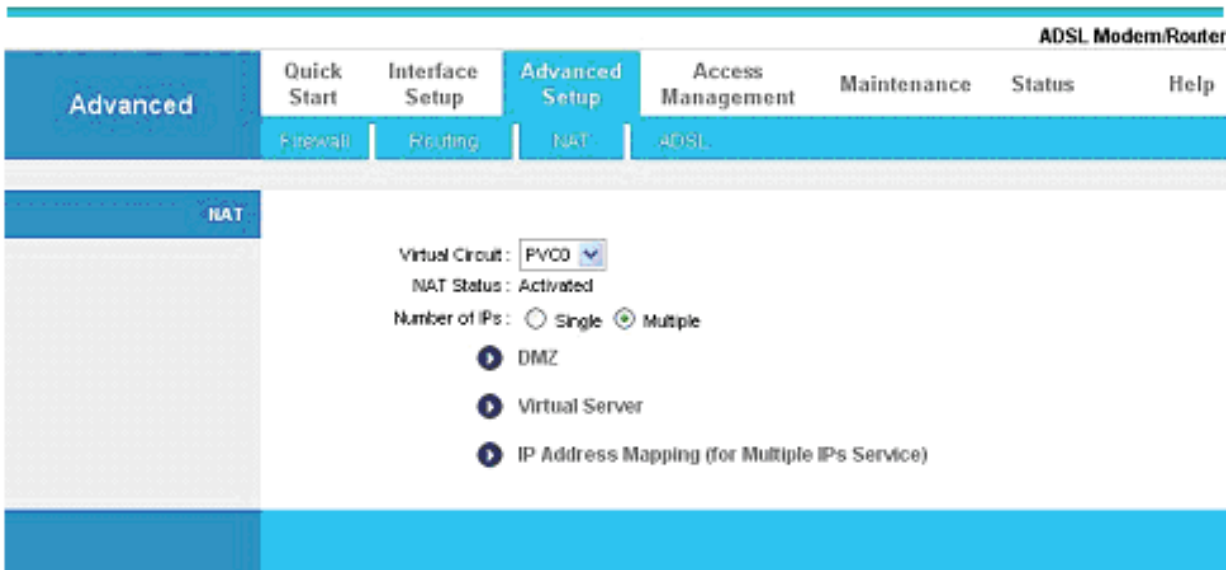 ADSL Modem/Router
Advanced
Quick Start
Interface Setup
Advanced Setup
Access Management
Maintenance
Status
Help
Firewall
Routing
NAT
ADSL
NAT
Virtual Circuit : PVC0
NAT Status : Activated
Number of IPs : Single Multiple
DMZ
Virtual Server
IP Address Mapping (for Multiple IPs Service)